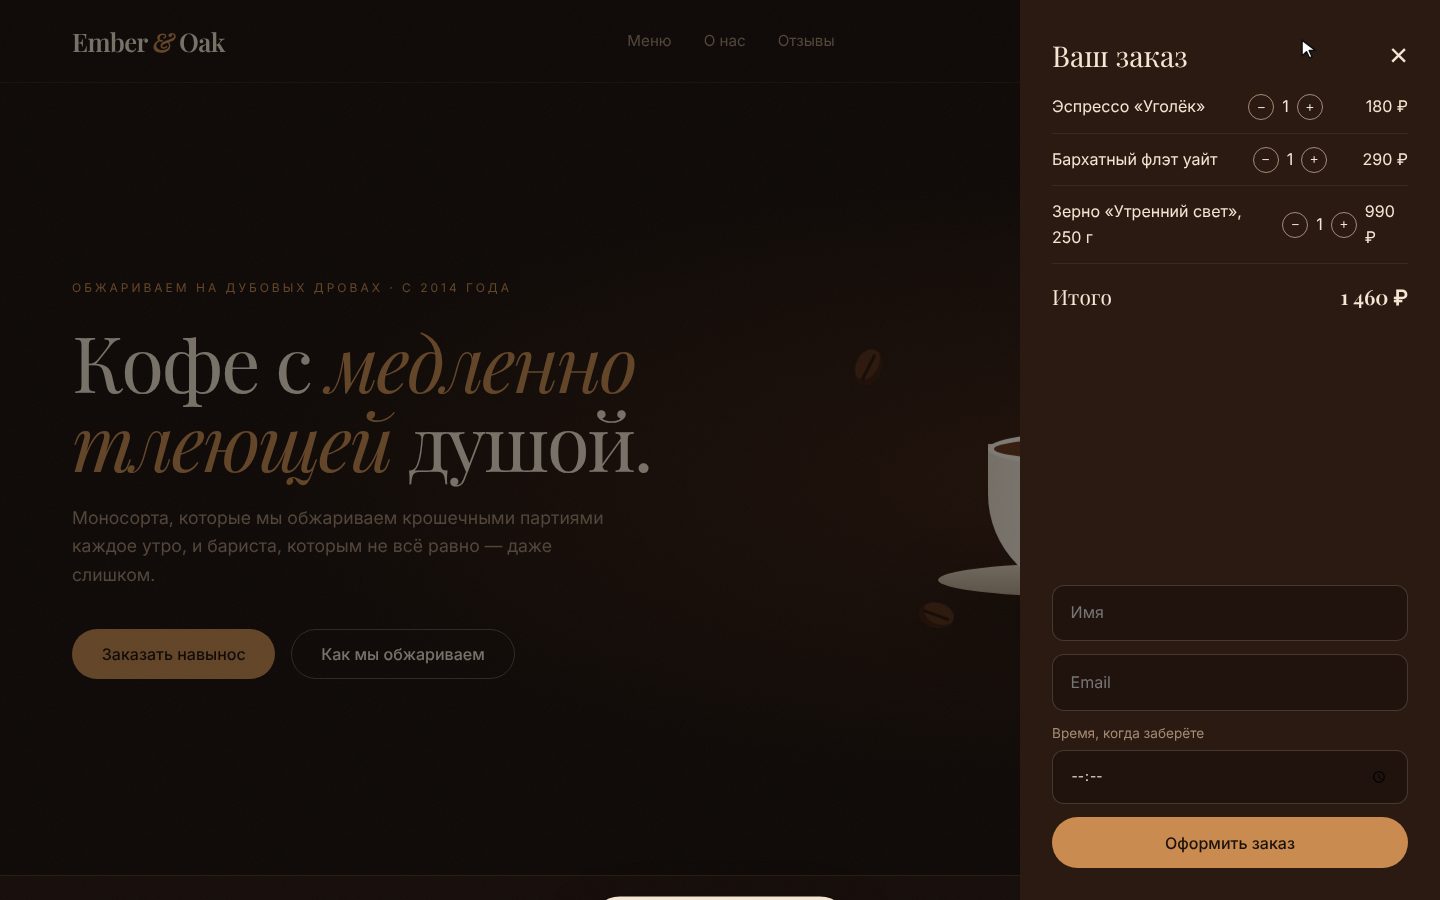 Ember & Oak
Меню О нас Отзывы
ОБЖАРИВАЕМ НА ДУБОВЫХ ДРОВАХ · С 2014 ГОДА
Кофе с медленно
тлеющей душой.
Моносорта, которые мы обжариваем крошечными партиями
каждое утро, и бариста, которым не всё равно — даже
слишком.
Заказать навынос Как мы обжариваем
Ваш заказ ✕
Эспрессо «Уголёк» − 1 + 180 ₽
Бархатный флэт уайт − 1 + 290 ₽
Зерно «Утренний свет», − 1 + 990
250 г ₽
Итого 1 460 ₽
Имя
Email
Время, когда заберёте
--:--
Оформить заказ